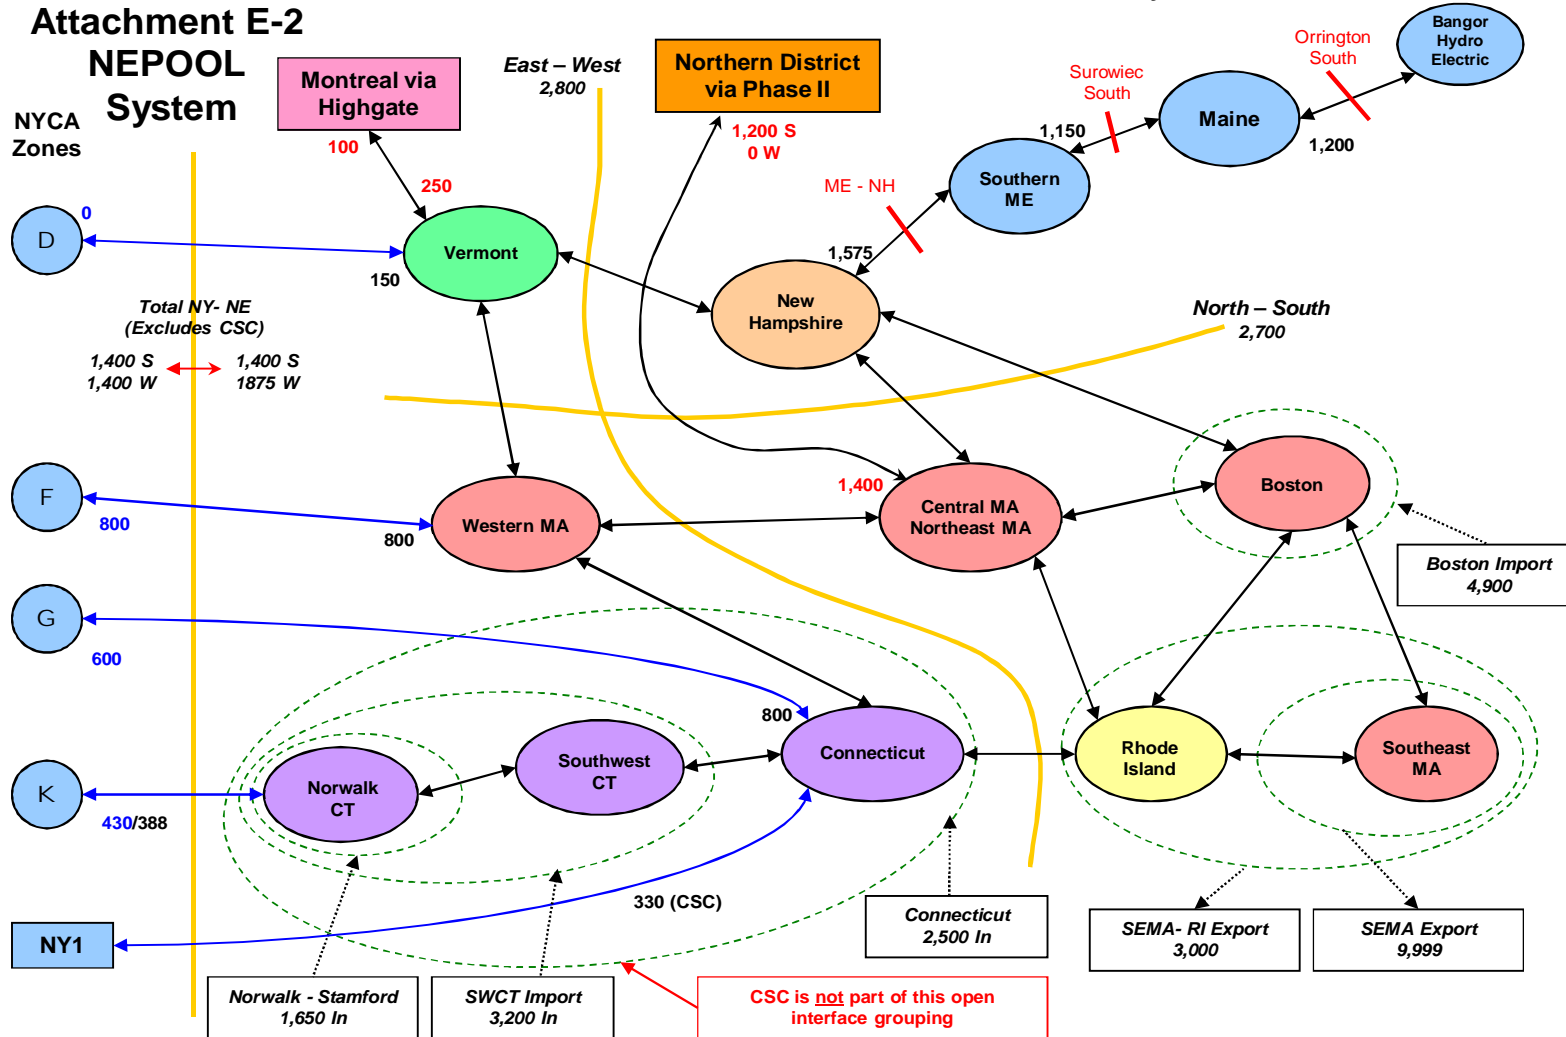 Attachment E-2
NEPOOL
System
NYCA
Zones
Montreal via
Highgate
100
250
East – West
2,800
Northern District
via Phase II
1,200 S
0 W
Surowiec
South
1,150
Orrington
South
Bangor
Hydro
Electric
Maine
1,200
Southern
ME
ME - NH
1,575
D
0
Vermont
150
New
Hampshire
North – South
2,700
Total NY- NE
(Excludes CSC)
1,400 S
1,400 W
1,400 S
1875 W
F
800
Western MA
800
1,400
Central MA
Northeast MA
Boston
Boston Import
4,900
G
600
800
Connecticut
Rhode
Island
Southeast
MA
K
430/388
Norwalk
CT
Southwest
CT
330 (CSC)
NY1
Connecticut
2,500 In
SEMA- RI Export
3,000
SEMA Export
9,999
Norwalk - Stamford
1,650 In
SWCT Import
3,200 In
CSC is not part of this open
interface grouping